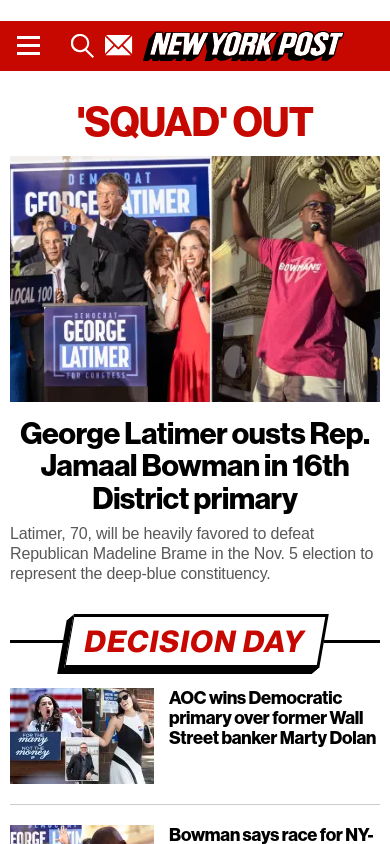 NEW YORK POST
'SQUAD' OUT
DEMOCRAT
GEORGE LATIMER
LOCAL 100
DEMOCRAT
GEORGE
LATIMER
FOR CONGRESS
BOWMAN
George Latimer ousts Rep.
Jamaal Bowman in 16th
District primary
Latimer, 70, will be heavily favored to defeat
Republican Madeline Brame in the Nov. 5 election to
represent the deep-blue constituency.
DECISION DAY
FOR THE
many
NOT THE
money
AOC wins Democratic
primary over former Wall
Street banker Marty Dolan
Bowman says race for NY-